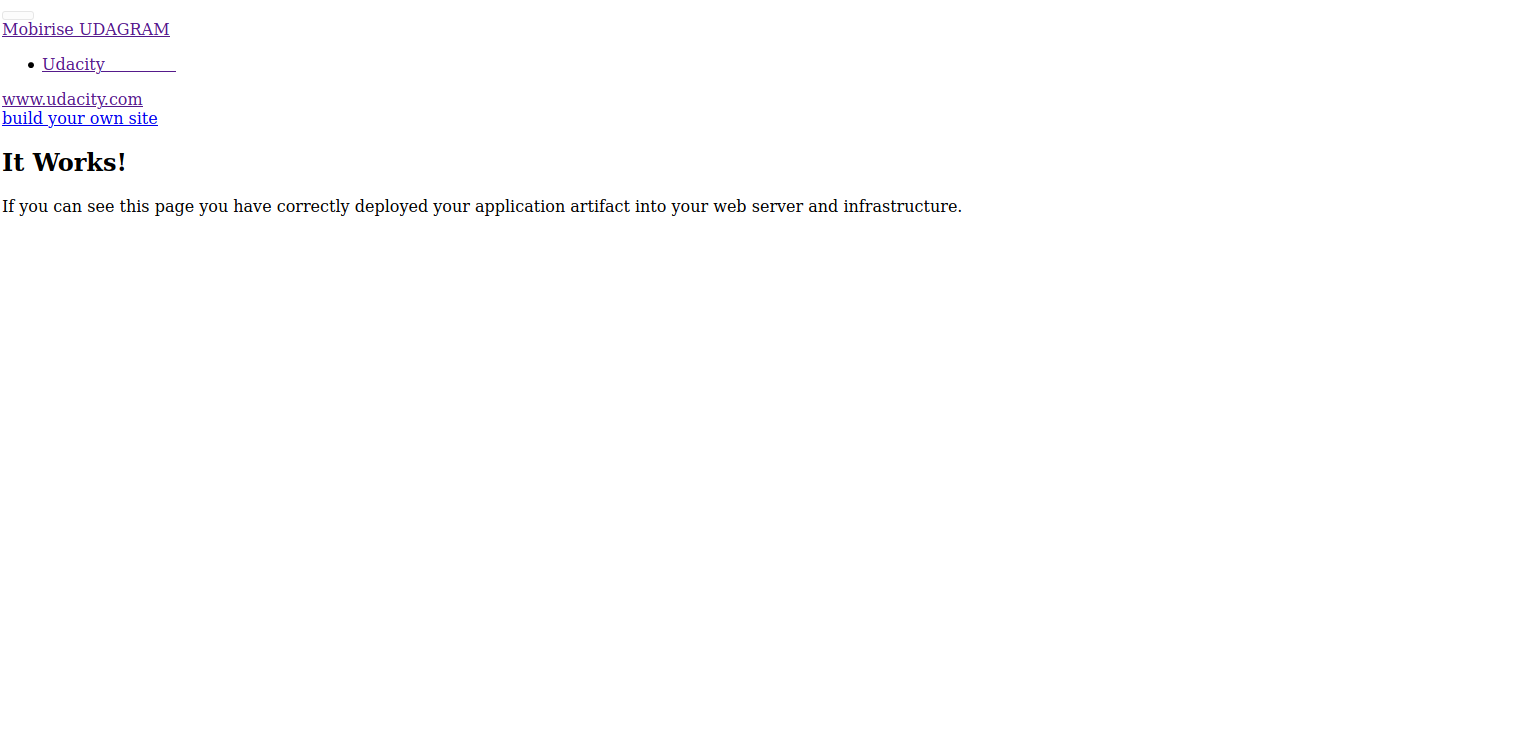 Mobirise UDAGRAM
Udacity
www.udacity.com
build your own site
It Works!
If you can see this page you have correctly deployed your application artifact into your web server and infrastructure.